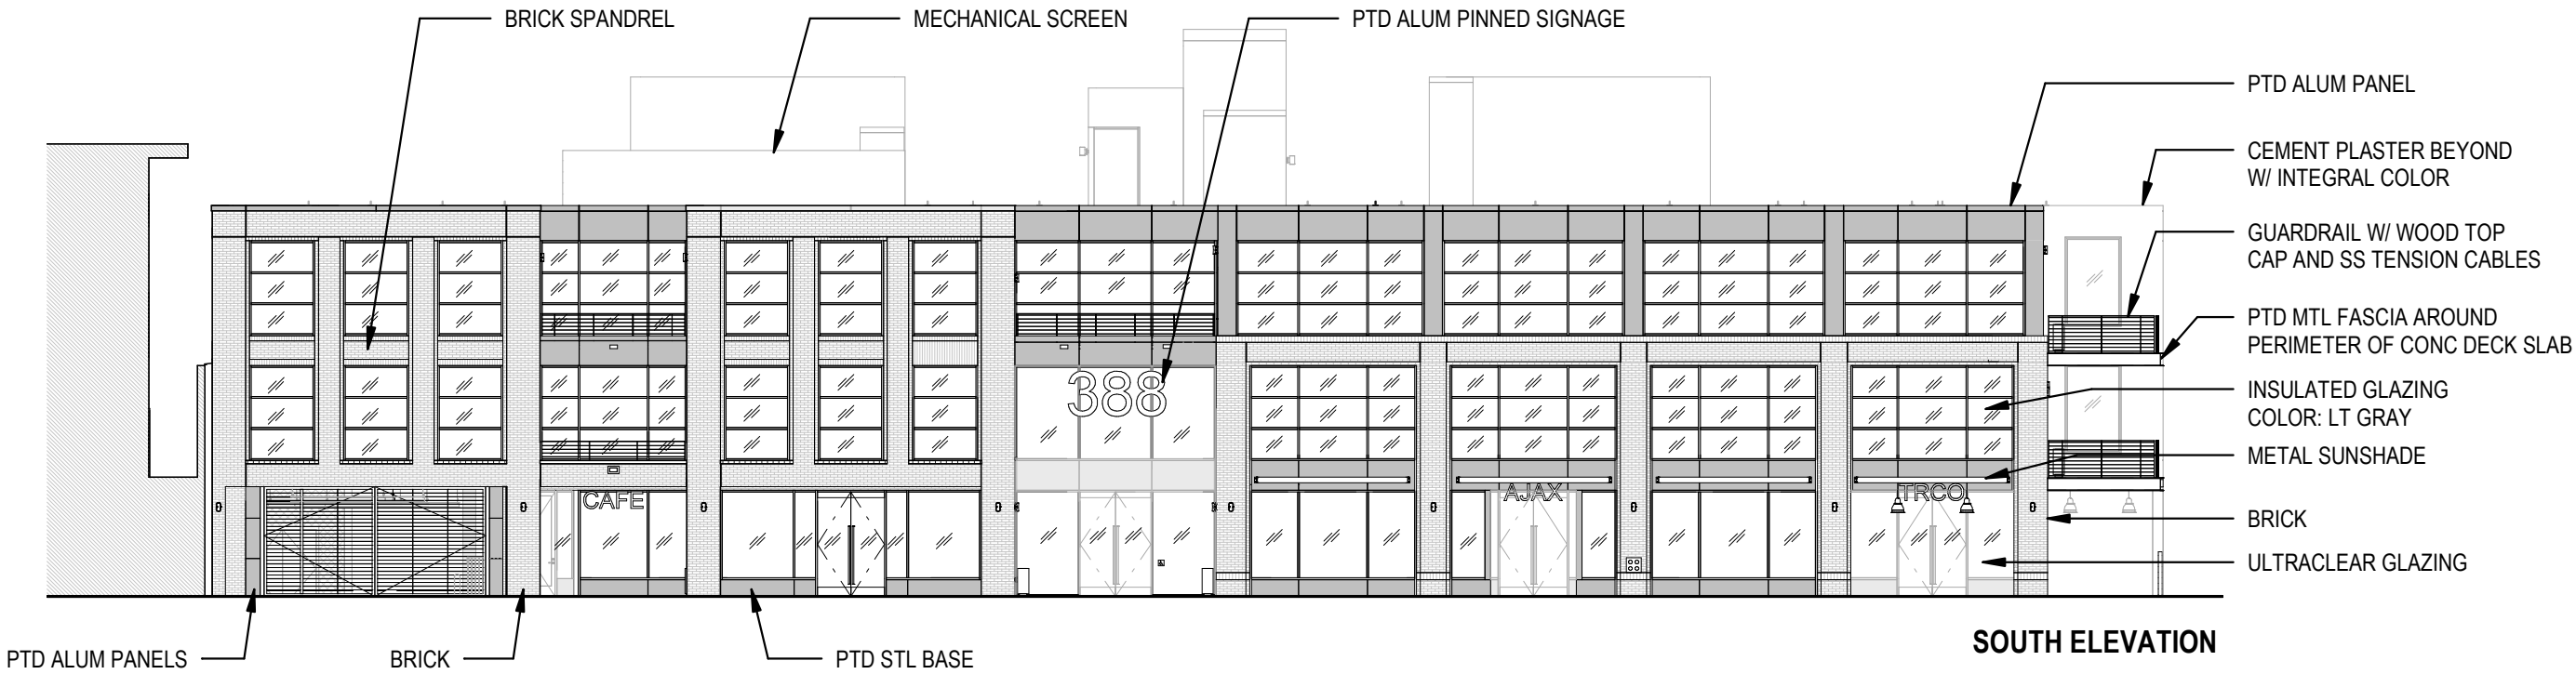 BRICK SPANDREL
MECHANICAL SCREEN
PTD ALUM PINNED SIGNAGE
PTD ALUM PANEL
CEMENT PLASTER BEYOND
W/ INTEGRAL COLOR
GUARDRAIL W/ WOOD TOP
CAP AND SS TENSION CABLES
PTD MTL FASCIA AROUND
PERIMETER OF CONC DECK SLAB
388
INSULATED GLAZING
COLOR: LT GRAY
METAL SUNSHADE
CAFE
AJAX
TRCO
BRICK
ULTRACLEAR GLAZING
SOUTH ELEVATION
PTD ALUM PANELS
BRICK
PTD STL BASE